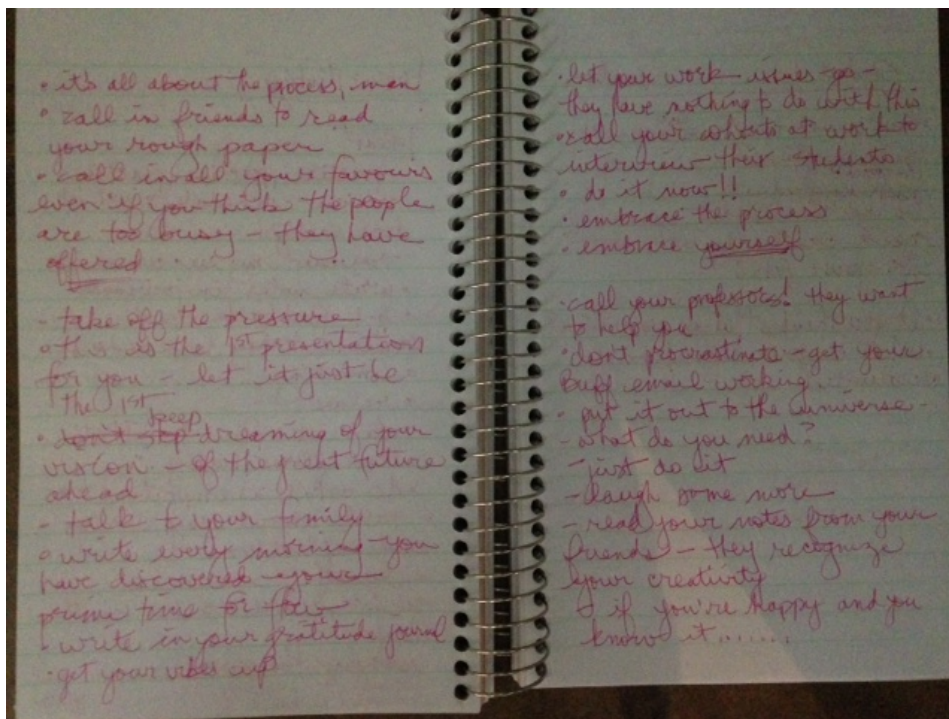 • it's all about the process, man
• call in friends to read
your rough paper
• call in all your favours
even if you think the people
are too busy – they have
offered
- take off the pressure
• this is the 1st presentation
for you – let it just be
the 1st
• don't stop keep dreaming of your
vision – of the great future
ahead
- talk to your family
• write every morning – you
have discovered your
prime time for flow
- write in your gratitude journal
• get your vibes up
• let your work issues go –
they have nothing to do with this
• call your cohorts at work to
interview their students
• do it now!!
• embrace the process
• embrace yourself
• call your professors! they want
to help you
• don't procrastinate – get your
Buff email working
• put it out to the universe –
- what do you need?
- just do it
- laugh some more
- read your notes from your
friends – they recognize
your creativity
- if you're happy and you
know it......